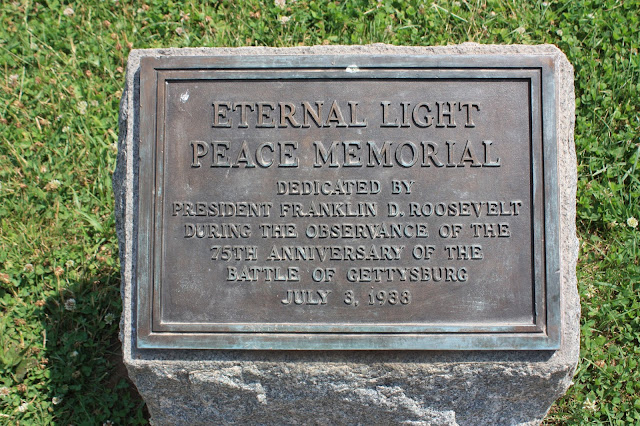 ETERNAL LIGHT
PEACE MEMORIAL
DEDICATED BY
PRESIDENT FRANKLIN D. ROOSEVELT
DURING THE OBSERVANCE OF THE
75TH ANNIVERSARY OF THE
BATTLE OF GETTYSBURG
JULY 3, 1938